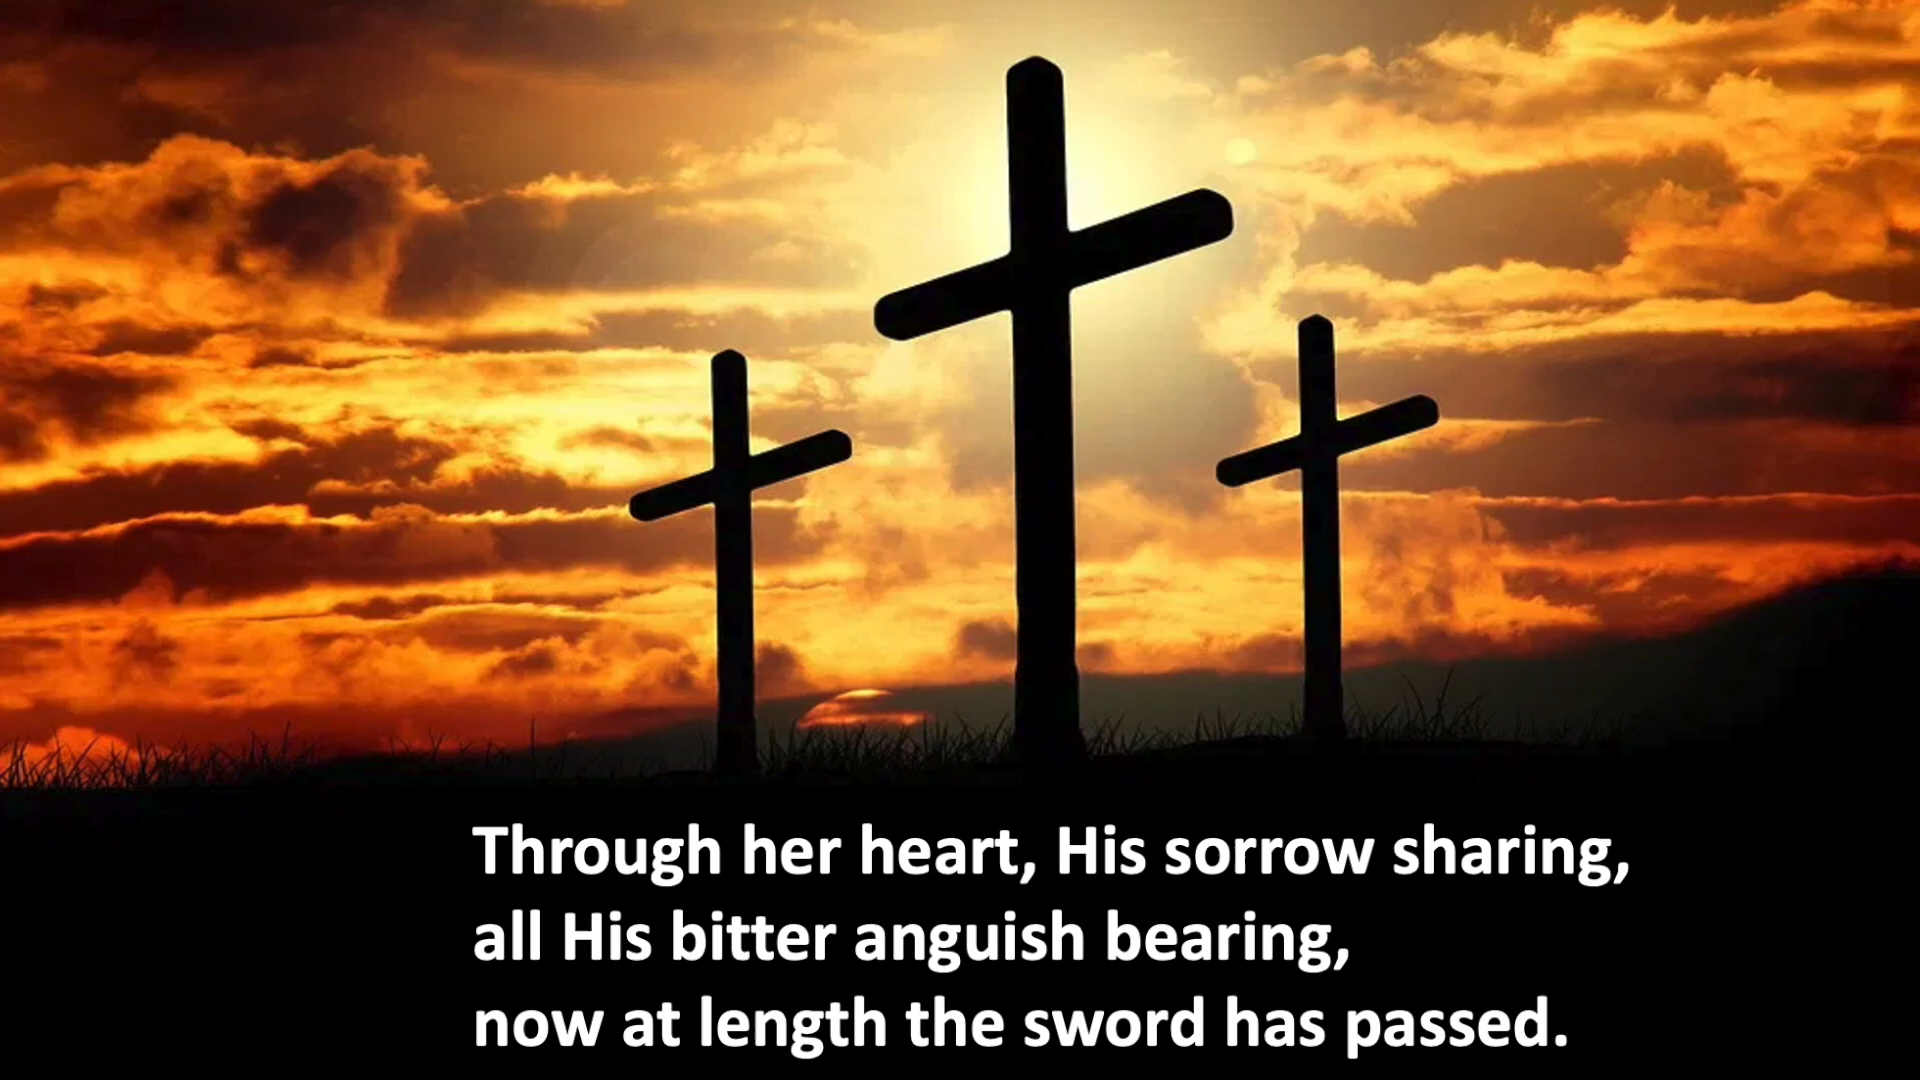 Through her heart, His sorrow sharing,
all His bitter anguish bearing,
now at length the sword has passed.